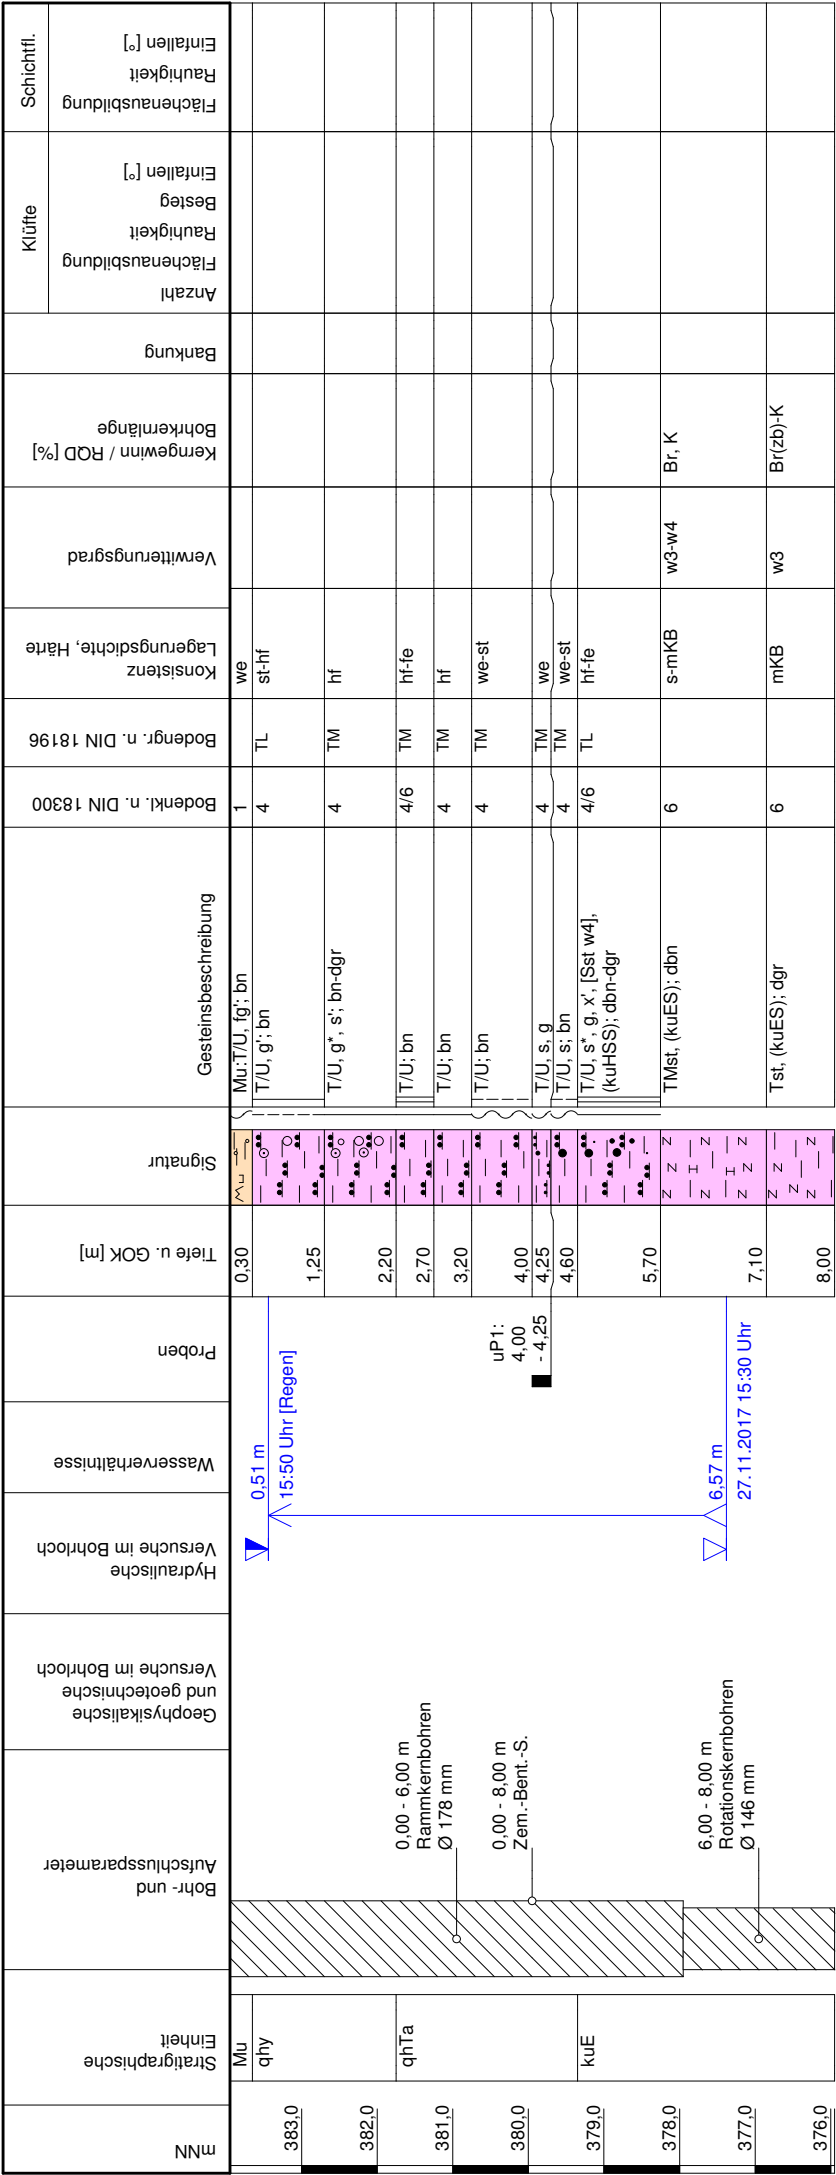 mNN
Stratigraphische
Einheit
Bohr- und
Aufschlussparameter
Geophysikalische
und geotechnische
Versuche im Bohrloch
Hydraulische
Versuche im Bohrloch
Wasserverhältnisse
Proben
Tiefe u. GOK [m]
Signatur
Gesteinsbeschreibung
Bodenkl. n. DIN 18300
Bodengr. n. DIN 18196
Konsistenz
Lagerungsdichte, Härte
Verwitterungsgrad
Kerngewinn / RQD [%]
Bohrkernlänge
Bankung
Klüfte
Anzahl
Flächenausbildung
Rauhigkeit
Besteg
Einfallen [°]
Schichtfl.
Flächenausbildung
Rauhigkeit
Einfallen [°]
383,0
382,0
381,0
380,0
379,0
378,0
377,0
376,0
Mu
qhy
qhTa
kuE
0,00 - 6,00 m
Rammkernbohren
Ø 178 mm
0,00 - 8,00 m
Zem.-Bent.-S.
6,00 - 8,00 m
Rotationskernbohren
Ø 146 mm
0,51 m
15:50 Uhr [Regen]
6,57 m
27.11.2017 15:30 Uhr
uP1:
4,00
- 4,25
0,30 Mu:T/U, fg'; bn 1 we
1,25 T/U, g'; bn 4 TL st-hf
2,20 T/U, g*, s'; bn-dgr 4 TM hf
2,70 T/U; bn 4/6 TM hf-fe
3,20 T/U; bn 4 TM hf
4,00 T/U; bn 4 TM we-st
4,25 T/U, s, g 4 TM we
4,60 T/U, s; bn 4 TM we-st
5,70 T/U, s*, g, x', [Sst w4], 4/6 TL hf-fe
(kuHSS); dbn-dgr
7,10 TMst, (kuES); dbn 6 s-mKB w3-w4 Br, K
8,00 Tst, (kuES); dgr 6 mKB w3 Br(zb)-K